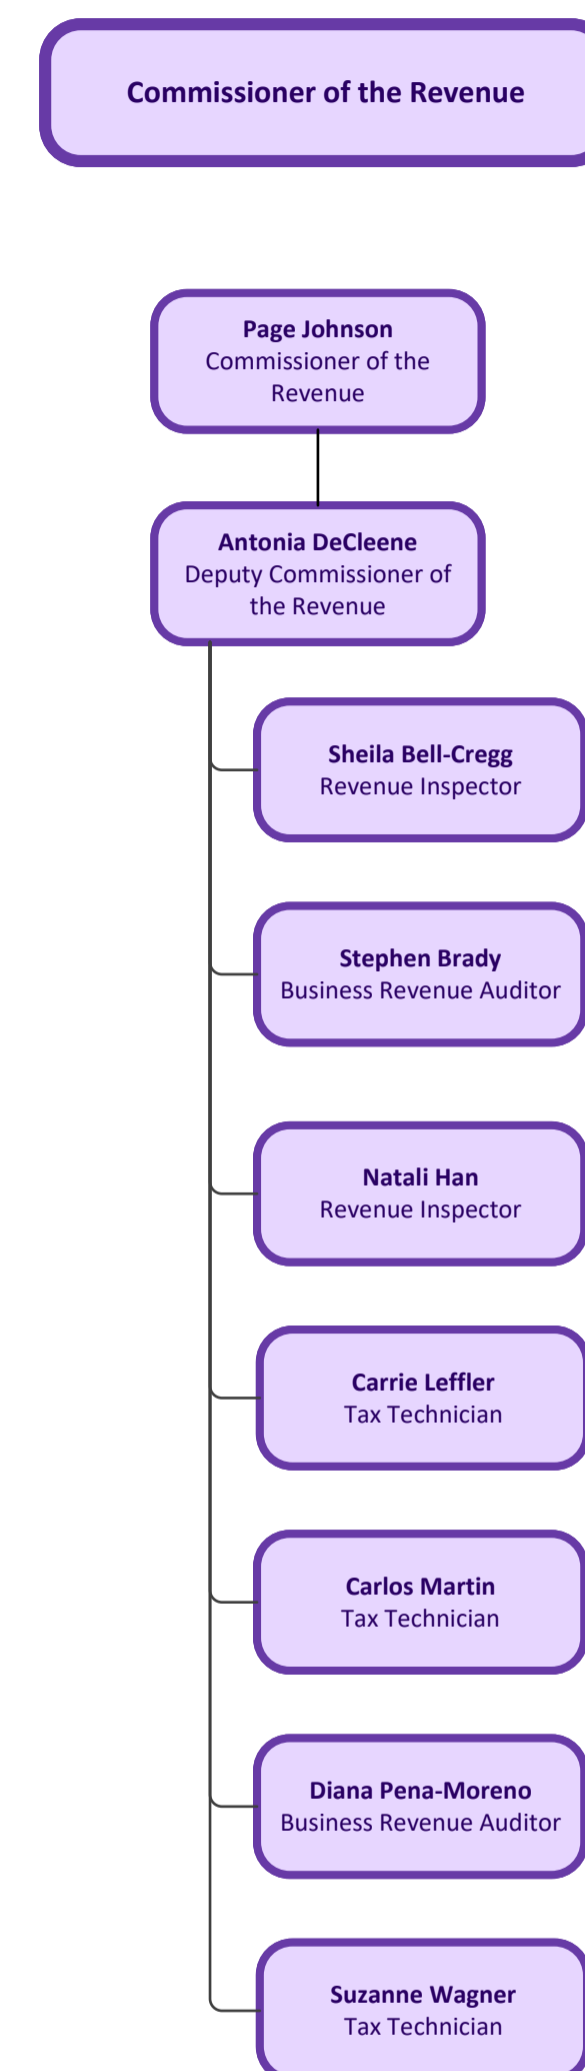 Commissioner of the Revenue
Page Johnson
Commissioner of the
Revenue
Antonia DeCleene
Deputy Commissioner of
the Revenue
Sheila Bell-Cregg
Revenue Inspector
Stephen Brady
Business Revenue Auditor
Natali Han
Revenue Inspector
Carrie Leffler
Tax Technician
Carlos Martin
Tax Technician
Diana Pena-Moreno
Business Revenue Auditor
Suzanne Wagner
Tax Technician